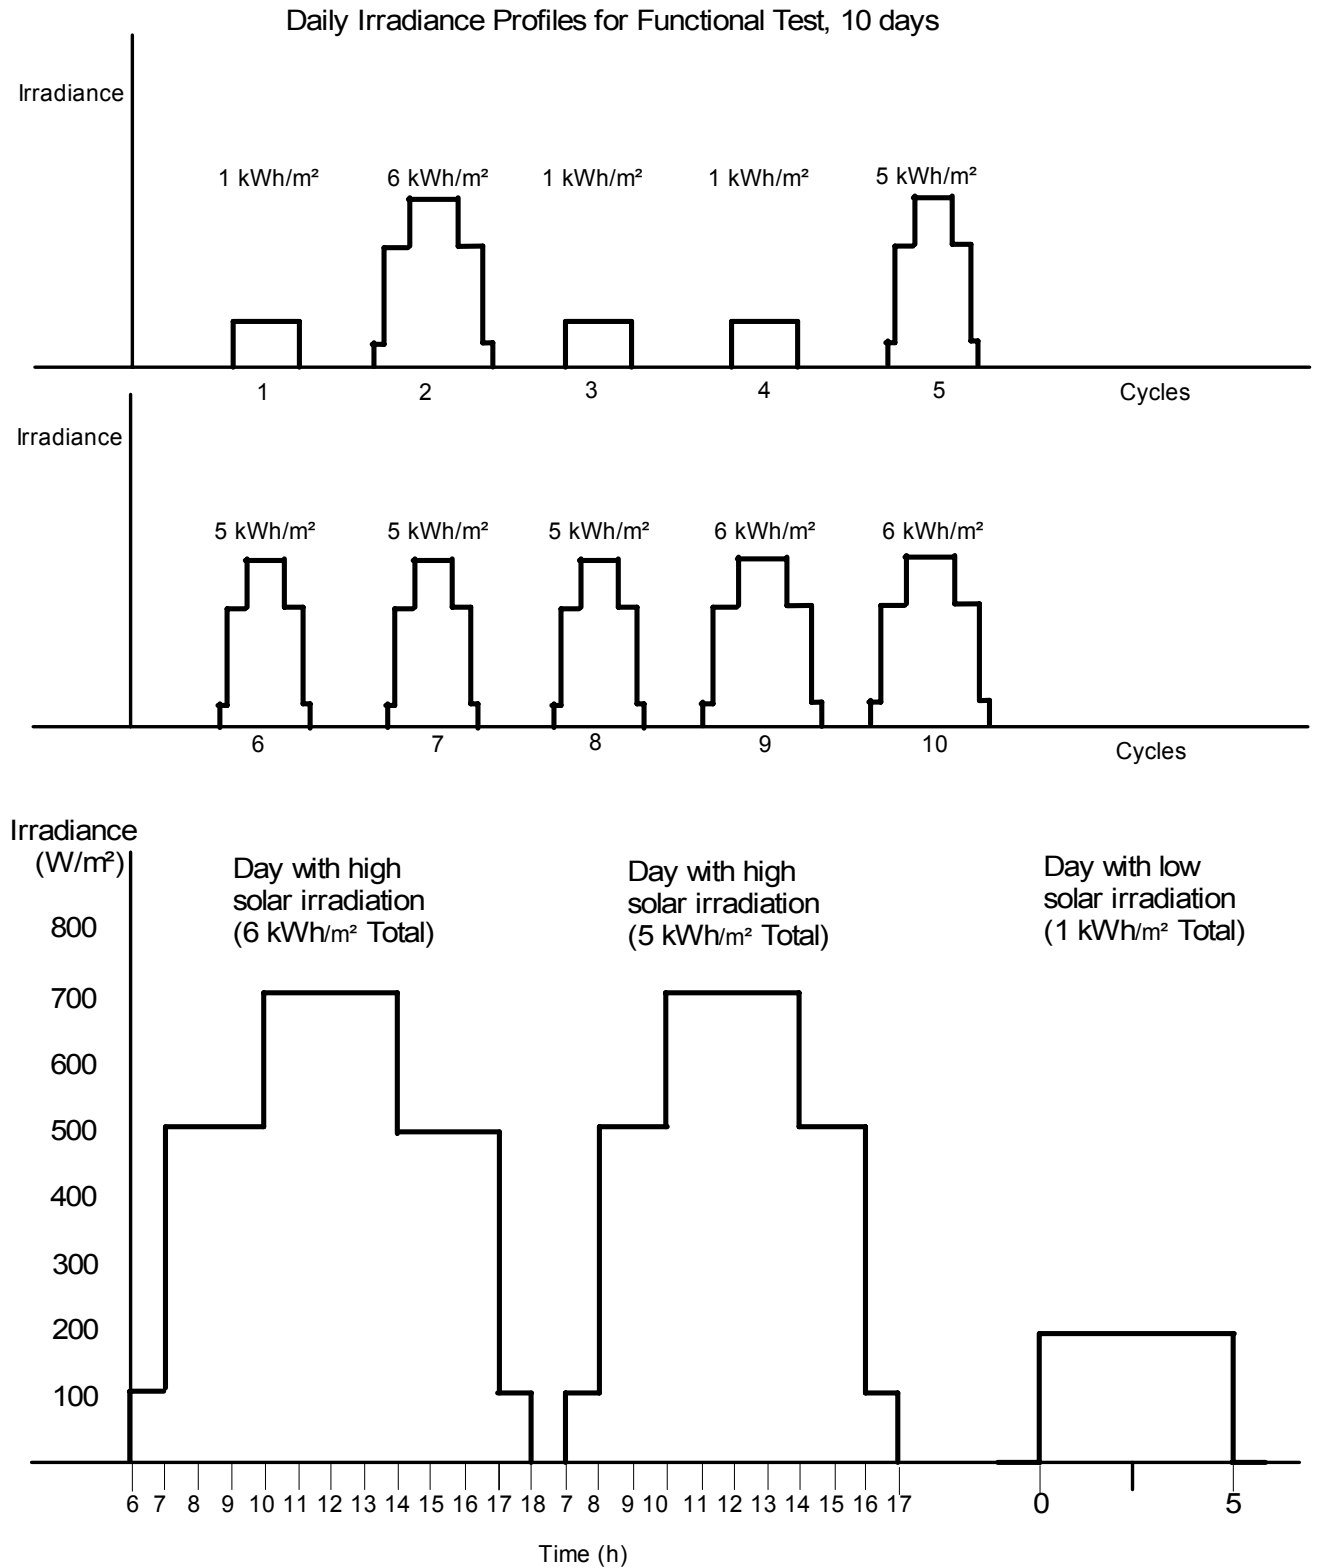 Daily Irradiance Profiles for Functional Test, 10 days
Irradiance
1 kWh/m² 6 kWh/m² 1 kWh/m² 1 kWh/m² 5 kWh/m²
1 2 3 4 5 Cycles
Irradiance
5 kWh/m² 5 kWh/m² 5 kWh/m² 6 kWh/m² 6 kWh/m²
6 7 8 9 10 Cycles
Irradiance
(W/m²)
Day with high
solar irradiation
(6 kWh/m² Total)
Day with high
solar irradiation
(5 kWh/m² Total)
Day with low
solar irradiation
(1 kWh/m² Total)
800
700
600
500
400
300
200
100
6 7 8 9 10 11 12 13 14 15 16 17 18 7 8 9 10 11 12 13 14 15 16 17 0 5
Time (h)